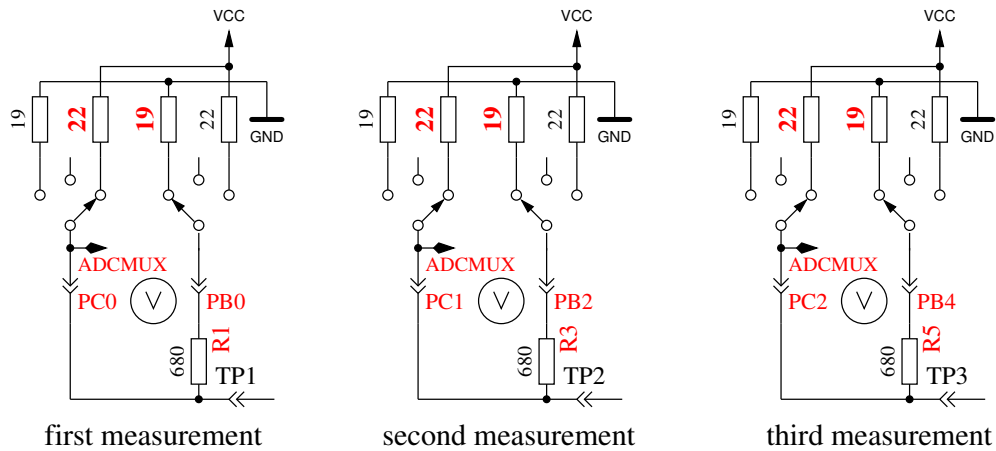 VCC
19
22
19
22
GND
ADCMUX
PC0
V
PB0
R1
680
TP1
first measurement
VCC
19
22
19
22
GND
ADCMUX
PC1
V
PB2
R3
680
TP2
second measurement
VCC
19
22
19
22
GND
ADCMUX
PC2
V
PB4
R5
680
TP3
third measurement